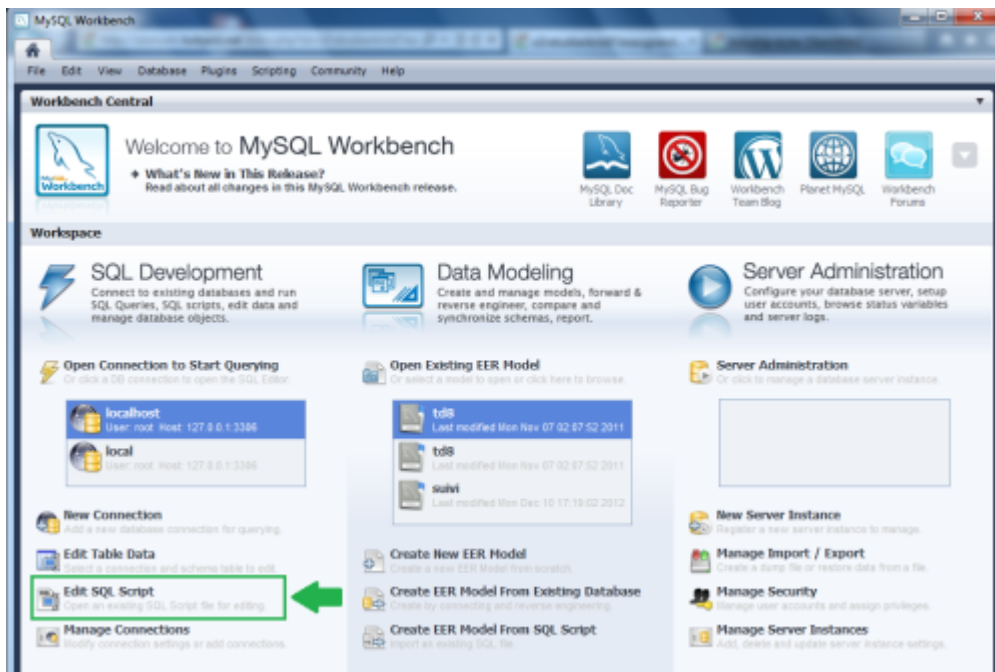 MySQL Workbench
File Edit View Database Plugins Scripting Community Help
Workbench Central
Welcome to MySQL Workbench
What's New in This Release?
Read about all changes in this MySQL Workbench release.
MySQL
Workbench
MySQL Doc
Library
MySQL Bug
Reporter
Workbench
Team Blog
Planet MySQL
Workbench
Forums
Workspace
SQL Development
Connect to existing databases and run
SQL Queries, SQL scripts, edit data and
manage database objects.
Data Modeling
Create and manage models, forward &
reverse engineer, compare and
synchronize schemas, report.
Server Administration
Configure your database server, setup
user accounts, browse status variables
and server logs.
Open Connection to Start Querying
Or click a DB connection to open the SQL Editor.
localhost
User: root Host: 127.0.0.1:3306
local
User: root Host: 127.0.0.1:3306
New Connection
Add a new database connection for querying.
Edit Table Data
Select a connection and schema table to edit.
Edit SQL Script
Open an existing SQL Script file for editing.
Manage Connections
Modify connection settings or add connections.
Open Existing EER Model
Or select a model to open or click here to browse.
td8
Last modified Mon Nov 07 02:07:52 2011
td8
Last modified Mon Nov 07 02:07:52 2011
suivi
Last modified Mon Dec 10 17:19:02 2012
Create New EER Model
Create a new EER Model from scratch.
Create EER Model From Existing Database
Create by connecting and reverse engineering.
Create EER Model From SQL Script
Import an existing SQL file.
Server Administration
Or click to manage a database server instance.
New Server Instance
Register a new server instance to manage.
Manage Import / Export
Create a dump file or restore data from a file.
Manage Security
Manage user accounts and assign privileges.
Manage Server Instances
Add, delete and update server instance settings.